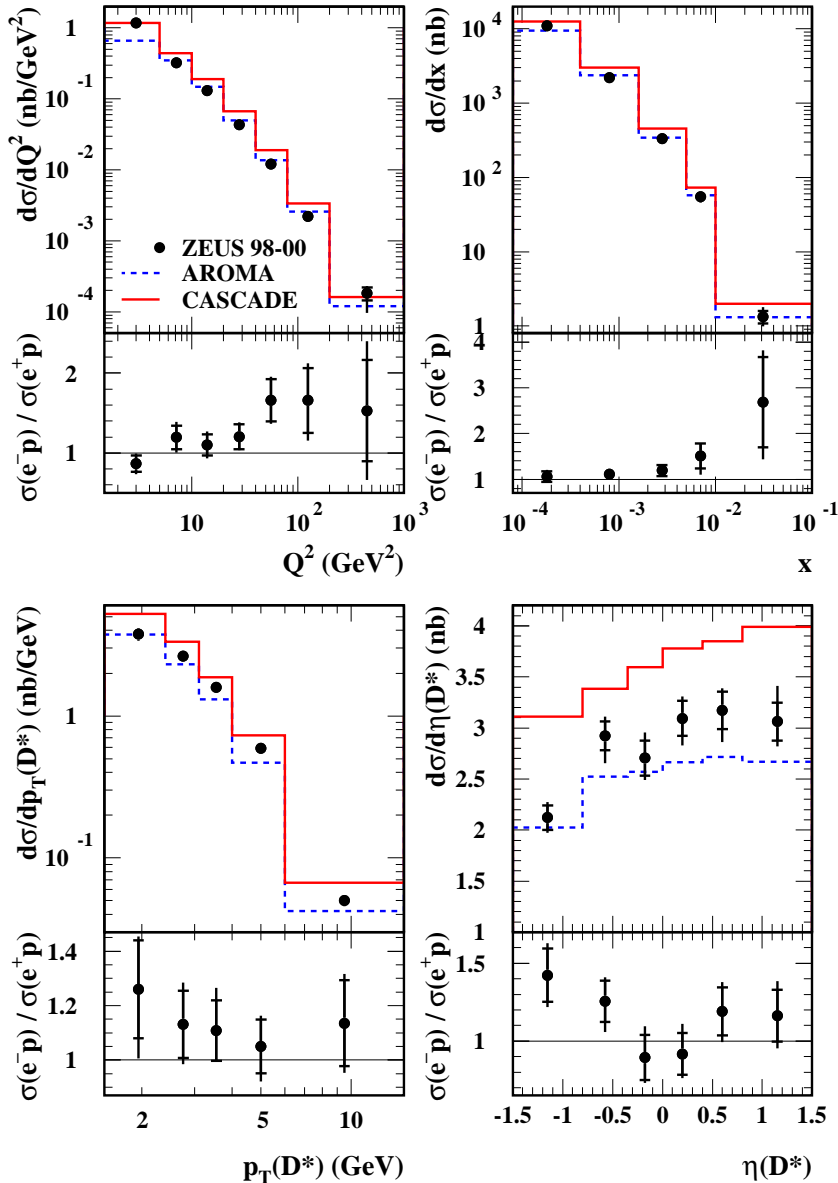 dσ/dQ² (nb/GeV²)
1
10⁻¹
10⁻²
10⁻³
10⁻⁴
ZEUS 98-00
AROMA
CASCADE
σ(e⁻p) / σ(e⁺p)
2
1
10
10²
10³
Q² (GeV²)
dσ/dx (nb)
10⁴
10³
10²
10
1
σ(e⁻p) / σ(e⁺p)
4
3
2
1
10⁻⁴
10⁻³
10⁻²
10⁻¹
x
dσ/dp_T(D*) (nb/GeV)
1
10⁻¹
σ(e⁻p) / σ(e⁺p)
1.4
1.2
1
2
5
10
p_T(D*) (GeV)
dσ/dη(D*) (nb)
4
3.5
3
2.5
2
1.5
1
σ(e⁻p) / σ(e⁺p)
1.5
1
-1.5 -1 -0.5 0 0.5 1 1.5
η(D*)